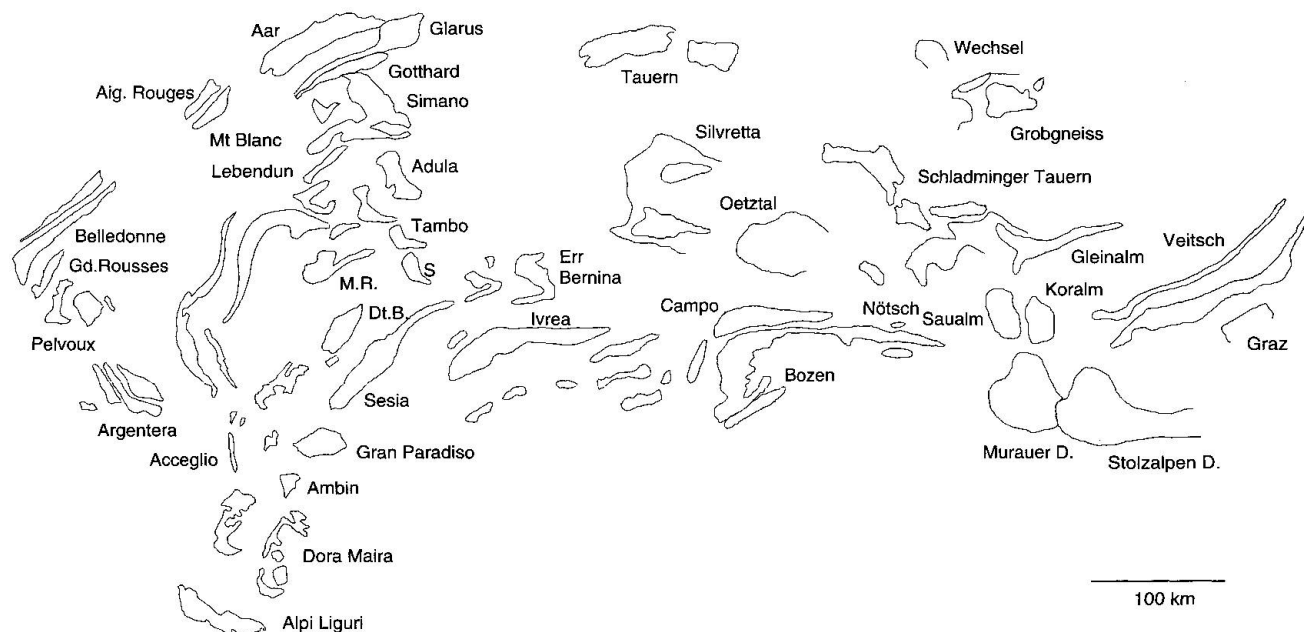 Aar
Glarus
Gotthard
Simano
Aig. Rouges
Mt Blanc
Lebendun
Adula
Tambo
Belledonne
Gd.Rousses
Pelvoux
M.R.
S
Dt.B.
Err
Bernina
Ivrea
Sesia
Argentera
Acceglio
Gran Paradiso
Ambin
Dora Maira
Alpi Liguri
Tauern
Silvretta
Oetztal
Campo
Bozen
Wechsel
Grobgneiss
Schladminger Tauern
Gleinalm
Veitsch
Nötsch
Saualm
Koralm
Graz
Murauer D.
Stolzalpen D.
100 km